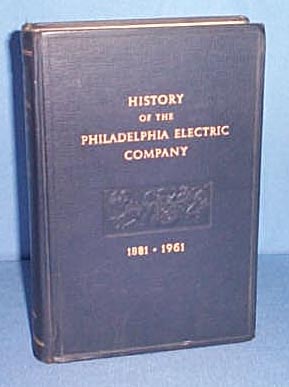 HISTORY
OF THE
PHILADELPHIA ELECTRIC
COMPANY
1881 • 1961